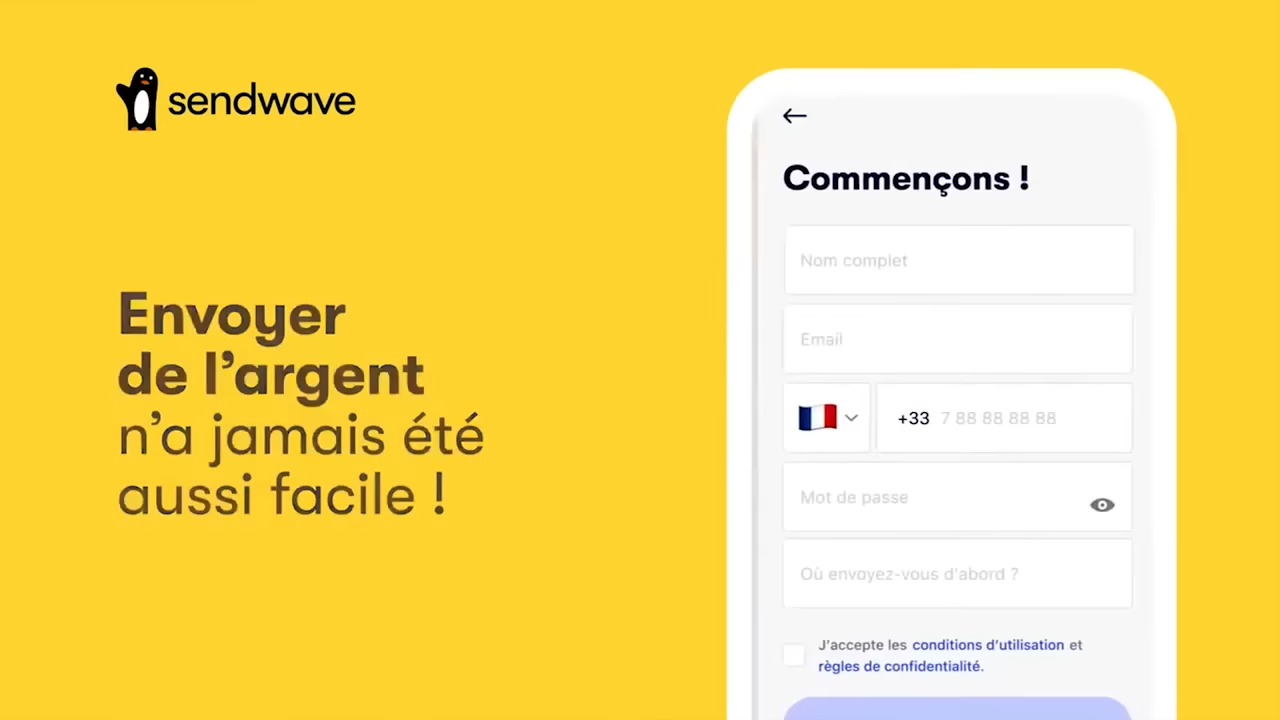 sendwave
Envoyer
de l’argent
n’a jamais été
aussi facile !
Commençons !
Nom complet
Email
+33 7 88 88 88 88
Mot de passe
Où envoyez-vous d'abord ?
J'accepte les conditions d'utilisation et
règles de confidentialité.